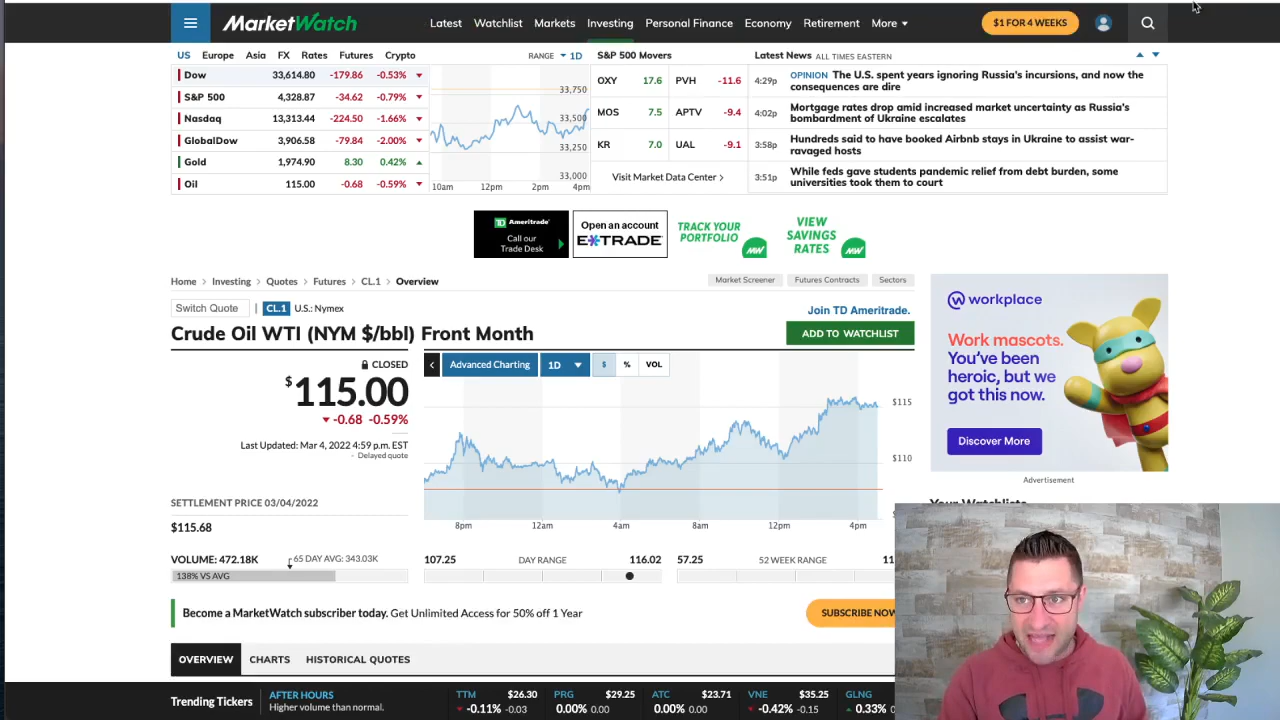 MarketWatch
Latest Watchlist Markets Investing Personal Finance Economy Retirement More
$1 FOR 4 WEEKS
US Europe Asia FX Rates Futures Crypto
RANGE 1D
Dow 33,614.80 -179.86 -0.53%
S&P 500 4,328.87 -34.62 -0.79%
Nasdaq 13,313.44 -224.50 -1.66%
GlobalDow 3,906.58 -79.84 -2.00%
Gold 1,974.90 8.30 0.42%
Oil 115.00 -0.68 -0.59%
33,750
33,500
33,250
33,000
10am 12pm 2pm 4pm
S&P 500 Movers
OXY 17.6 PVH -11.6
MOS 7.5 APTV -9.4
KR 7.0 UAL -9.1
Visit Market Data Center >
Latest News ALL TIMES EASTERN
4:29p OPINION The U.S. spent years ignoring Russia's incursions, and now the
consequences are dire
4:02p Mortgage rates drop amid increased market uncertainty as Russia's
bombardment of Ukraine escalates
3:58p Hundreds said to have booked Airbnb stays in Ukraine to assist war-
ravaged hosts
3:51p While feds gave students pandemic relief from debt burden, some
universities took them to court
TD Ameritrade
Call our
Trade Desk
Open an account
E*TRADE
TRACK YOUR
PORTFOLIO
MW
VIEW
SAVINGS
RATES
MW
Home > Investing > Quotes > Futures > CL.1 > Overview
Market Screener Futures Contracts Sectors
Switch Quote | CL.1 U.S.: Nymex
Join TD Ameritrade.
Crude Oil WTI (NYM $/bbl) Front Month
ADD TO WATCHLIST
CLOSED
$115.00
-0.68 -0.59%
Last Updated: Mar 4, 2022 4:59 p.m. EST
Delayed quote
SETTLEMENT PRICE 03/04/2022
$115.68
VOLUME: 472.18K 65 DAY AVG: 343.03K
138% VS AVG
Advanced Charting 1D $ % VOL
$115
$110
8pm 12am 4am 8am 12pm 4pm
107.25 DAY RANGE 116.02
57.25 52 WEEK RANGE
workplace
Work mascots.
You've been
heroic, but we
got this now.
Discover More
Advertisement
Your Watchlists
Become a MarketWatch subscriber today. Get Unlimited Access for 50% off 1 Year
SUBSCRIBE NOW
OVERVIEW CHARTS HISTORICAL QUOTES
Trending Tickers
AFTER HOURS
Higher volume than normal.
TTM $26.30
-0.11% -0.03
PRG $29.25
0.00% 0.00
ATC $23.71
0.00% 0.00
VNE $35.25
-0.42% -0.15
GLNG
0.33%